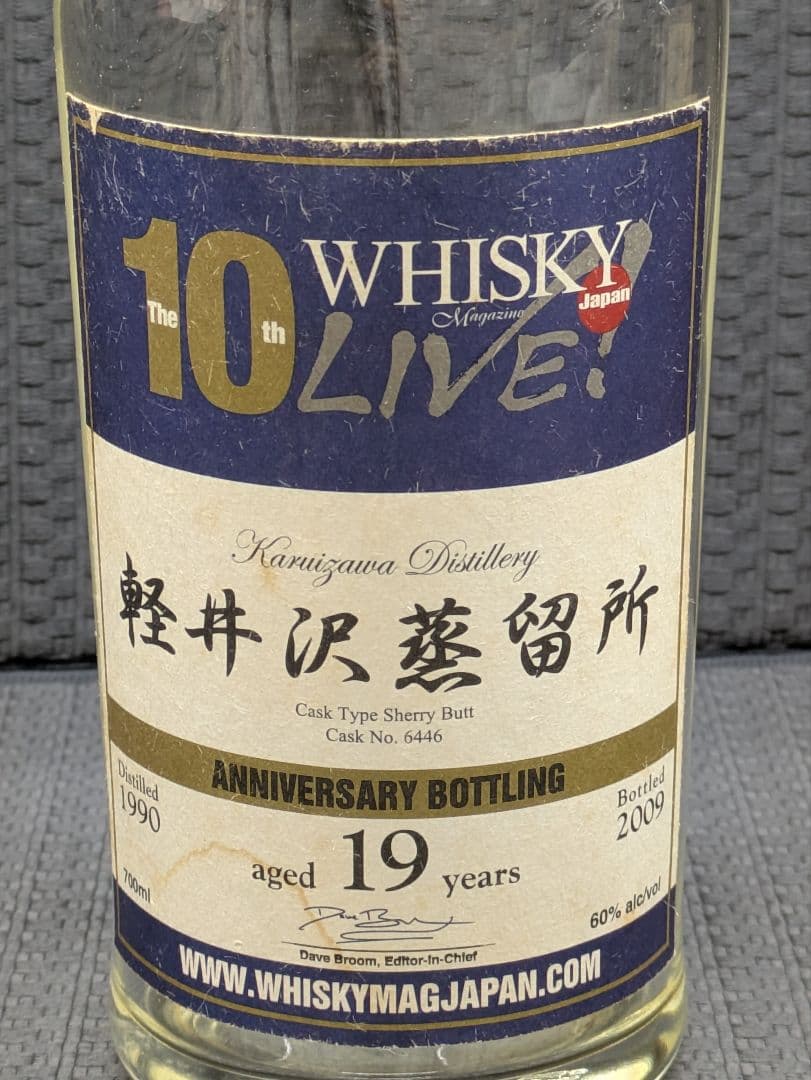 The 10th
WHISKY
Magazine
Japan
LIVE!
Karuizawa Distillery
軽井沢蒸留所
Cask Type Sherry Butt
Cask No. 6446
ANNIVERSARY BOTTLING
Distilled
1990
Bottled
2009
aged 19 years
700ml
60% alc/vol
Dave Broom, Editor-In-Chief
WWW.WHISKYMAGJAPAN.COM